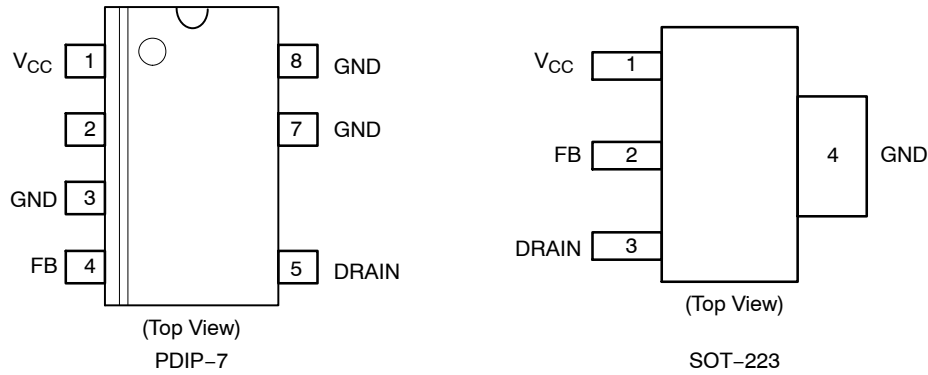 VCC 1
2
GND 3
FB 4
8 GND
7 GND
5 DRAIN
(Top View)
PDIP−7
VCC 1
FB 2
DRAIN 3
4 GND
(Top View)
SOT−223